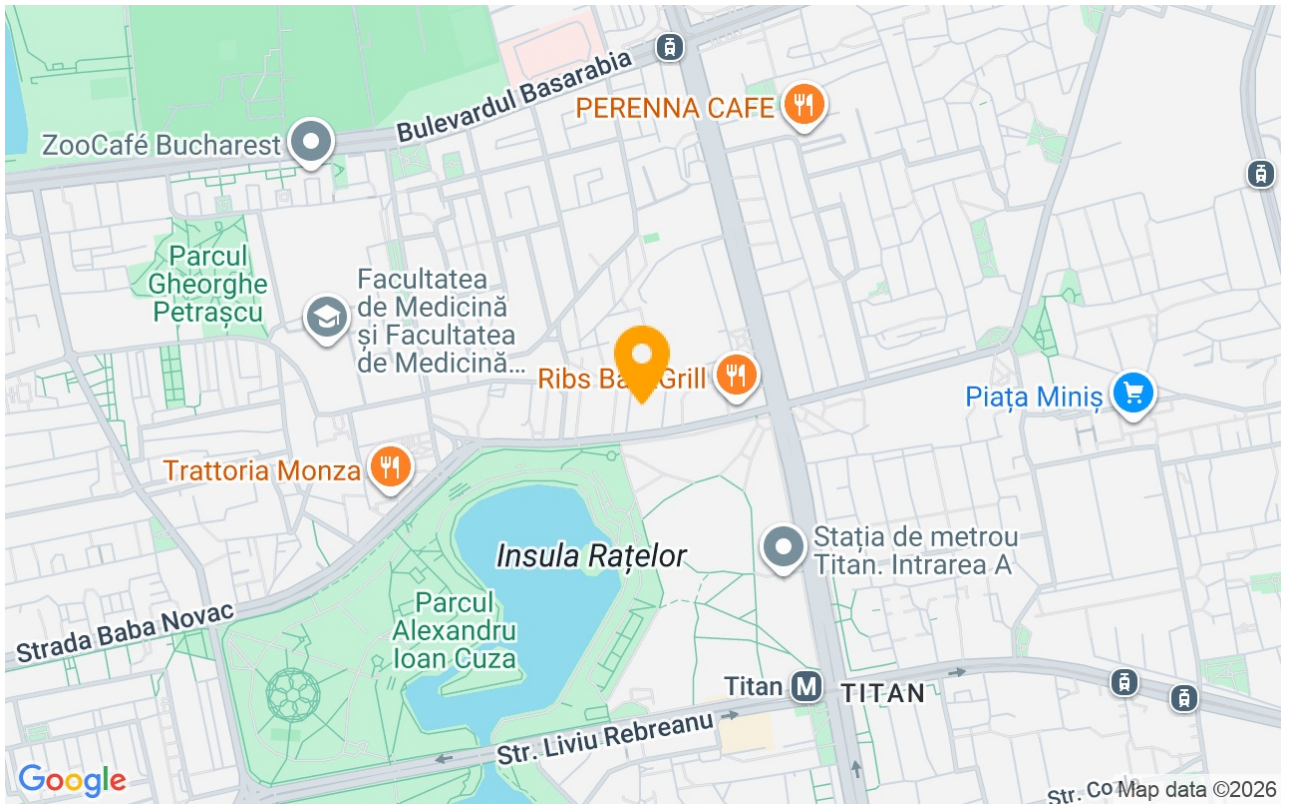 Bulevardul Basarabia
PERENNA CAFE
ZooCafé Bucharest
Parcul
Gheorghe
Petrașcu
Facultatea
de Medicină
și Facultatea
de Medicină...
Ribs
Grill
Piața Miniș
Trattoria Monza
Insula Rațelor
Stația de metrou
Titan. Intrarea A
Parcul
Alexandru
Ioan Cuza
Strada Baba Novac
Titan M
TITAN
Str. Liviu Rebreanu
Google
Str.
Map data ©2026